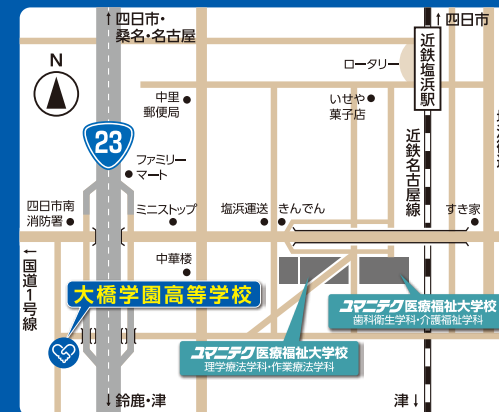 ↑四日市・
桑名・名古屋
↑四日市
N
ロータリー
近鉄塩浜駅
中里
郵便局
いせや
菓子店
23
ファミリー
マート
近鉄名古屋線
四日市南
消防署
ミニストップ
塩浜運送
きんでん
すき家
←国道1号線
中華楼
大橋学園高等学校
ユマニテク医療福祉大学校
歯科衛生学科・介護福祉学科
ユマニテク医療福祉大学校
理学療法学科・作業療法学科
↓鈴鹿・津
津↓